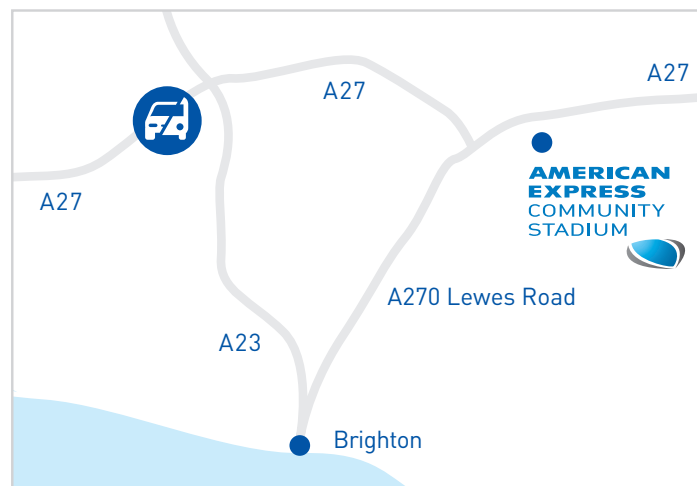 A27
A27
A27
AMERICAN
EXPRESS
COMMUNITY
STADIUM
A270 Lewes Road
A23
Brighton